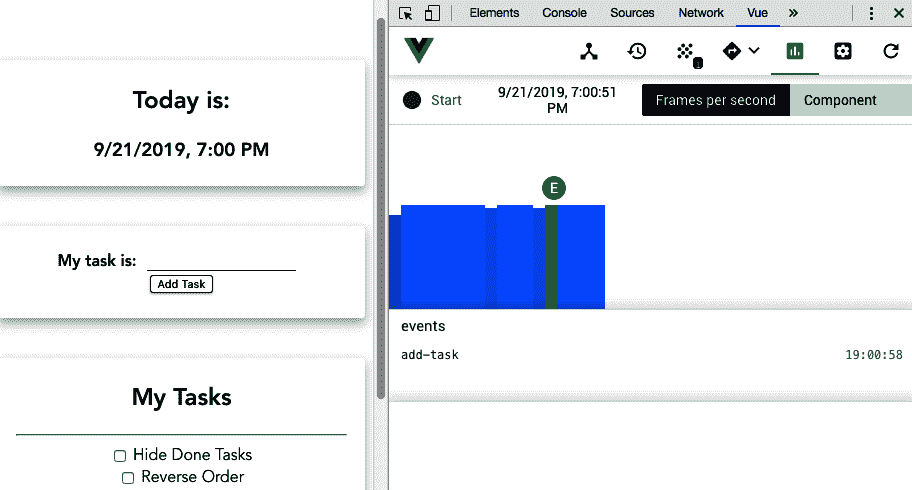 Today is:
9/21/2019, 7:00 PM
My task is:
Add Task
My Tasks
Hide Done Tasks
Reverse Order
Elements Console Sources Network Vue »
Start
9/21/2019, 7:00:51
PM
Frames per second Component
E
events
add-task 19:00:58